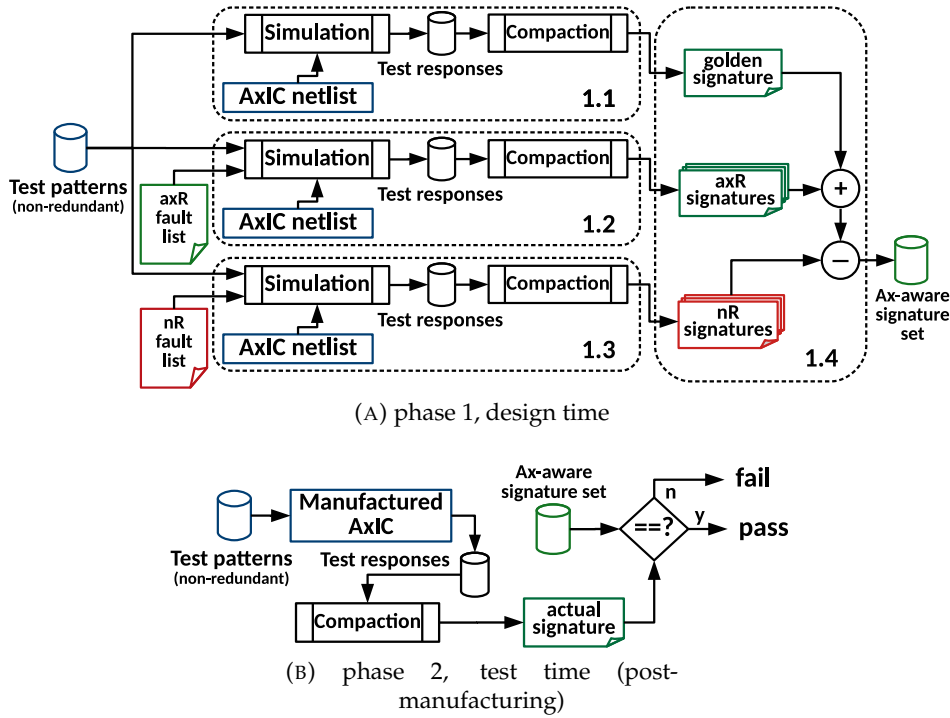 Simulation
Test responses
Compaction
AxIC netlist
1.1
golden
signature
Test patterns
(non-redundant)
axR
fault
list
Simulation
Test responses
Compaction
AxIC netlist
1.2
axR
signatures
+
−
Ax-aware
signature
set
nR
fault
list
Simulation
Test responses
Compaction
AxIC netlist
1.3
nR
signatures
1.4
(A) phase 1, design time
Test patterns
(non-redundant)
Manufactured
AxIC
Test responses
Compaction
actual
signature
Ax-aware
signature set
==?
n
fail
y
pass
(B) phase 2, test time (post-
manufacturing)